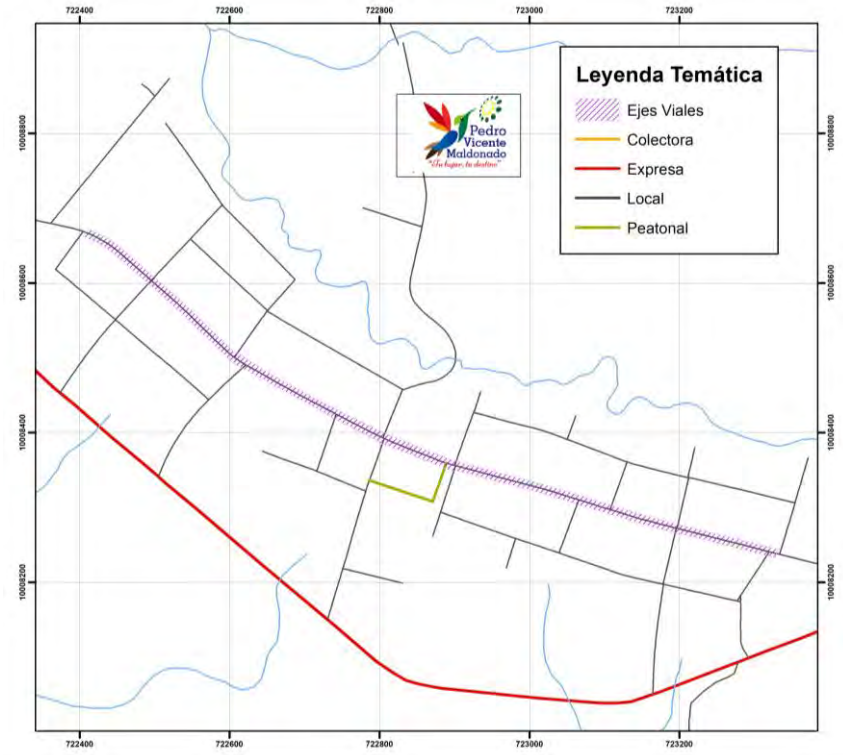 722400 722600 722800 723000 723200
Leyenda Temática
Ejes Viales
Colectora
Expresa
Local
Peatonal
Pedro
Vicente
Maldonado
"Tu lugar, tu destino"
10008800 10008800
10008600 10008600
10008400 10008400
10008200 10008200
722400 722600 722800 723000 723200